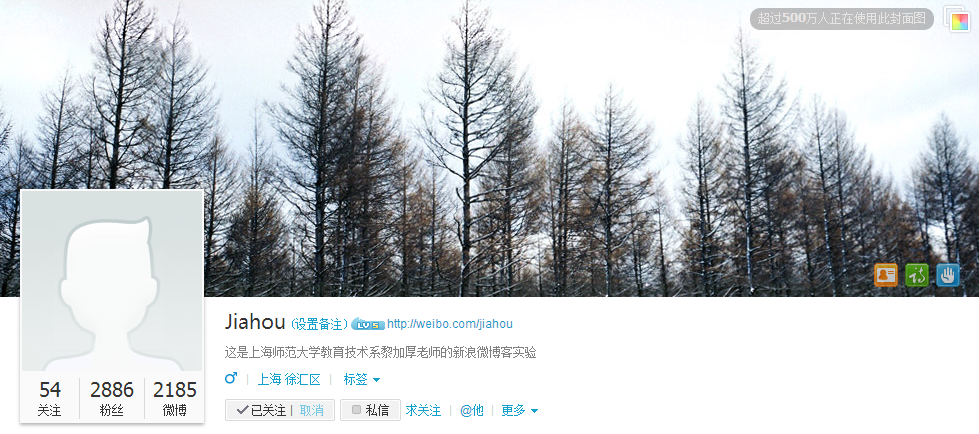 超过500万人正在使用此封面图
Jiahou (设置备注) LV5 http://weibo.com/jiahou
这是上海师范大学教育技术系黎加厚老师的新浪微博客实验
上海 徐汇区 | 标签
54 2886 2185
关注 粉丝 微博
已关注 | 取消 私信 求关注 | @他 | 更多